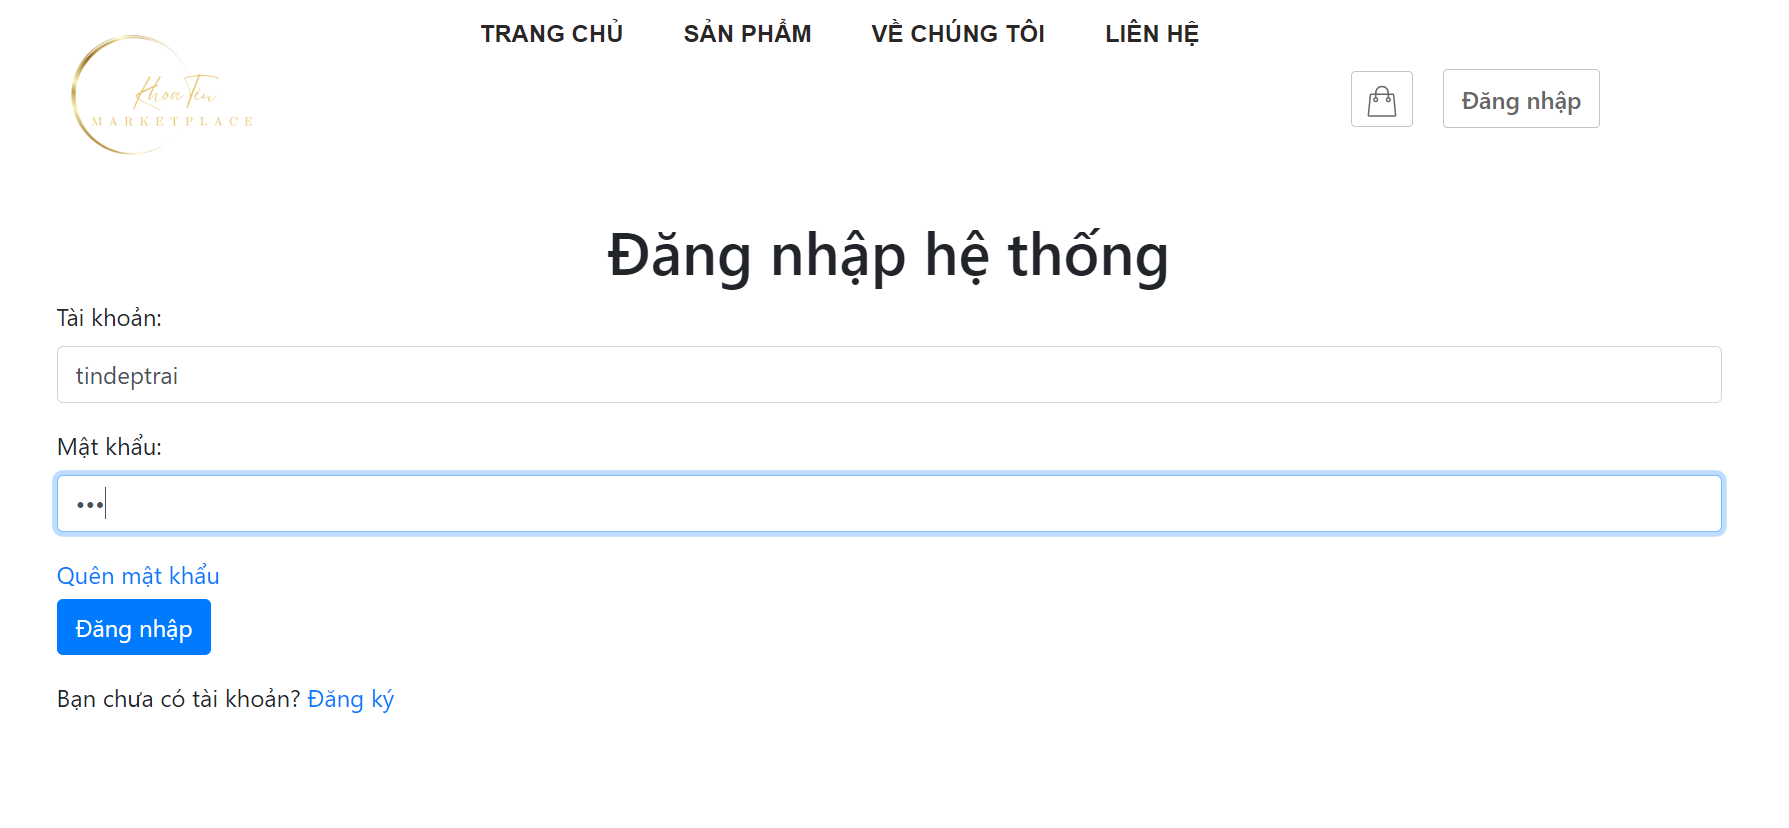 TRANG CHỦ SẢN PHẨM VỀ CHÚNG TÔI LIÊN HỆ
Khoa Tín
MARKETPLACE
Đăng nhập
Đăng nhập hệ thống
Tài khoản:
tindeptrai
Mật khẩu:
•••
Quên mật khẩu
Đăng nhập
Bạn chưa có tài khoản? Đăng ký